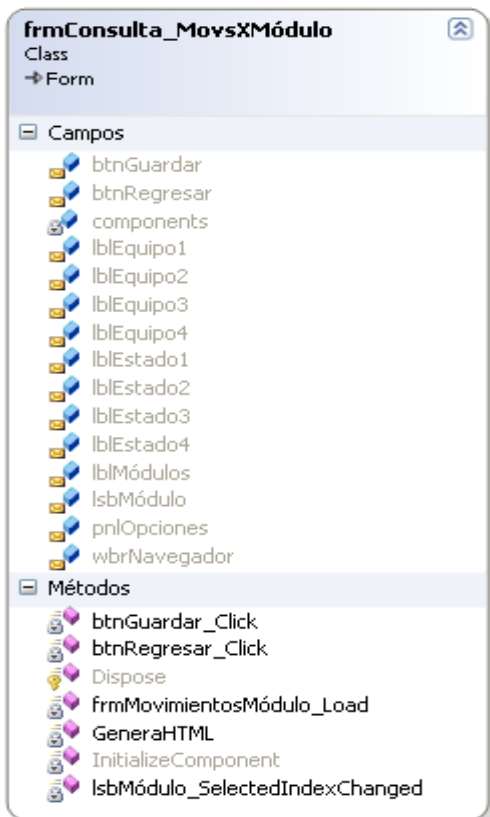 frmConsulta_MovsXMódulo
Class
Form
Campos
btnGuardar
btnRegresar
components
lblEquipo1
lblEquipo2
lblEquipo3
lblEquipo4
lblEstado1
lblEstado2
lblEstado3
lblEstado4
lblMódulos
lsbMódulo
pnlOpciones
wbrNavegador
Métodos
btnGuardar_Click
btnRegresar_Click
Dispose
frmMovimientosMódulo_Load
GeneraHTML
InitializeComponent
lsbMódulo_SelectedIndexChanged